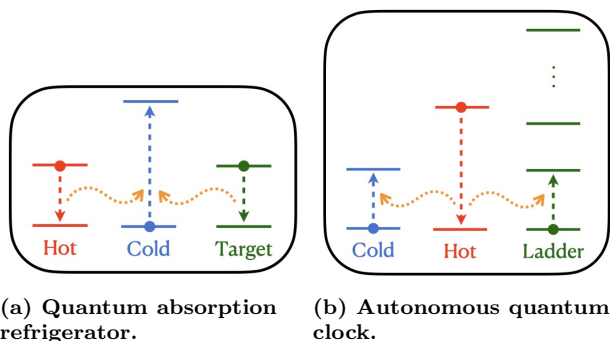 Hot Cold Target
Cold Hot Ladder
(a) Quantum absorption
refrigerator.
(b) Autonomous quantum
clock.